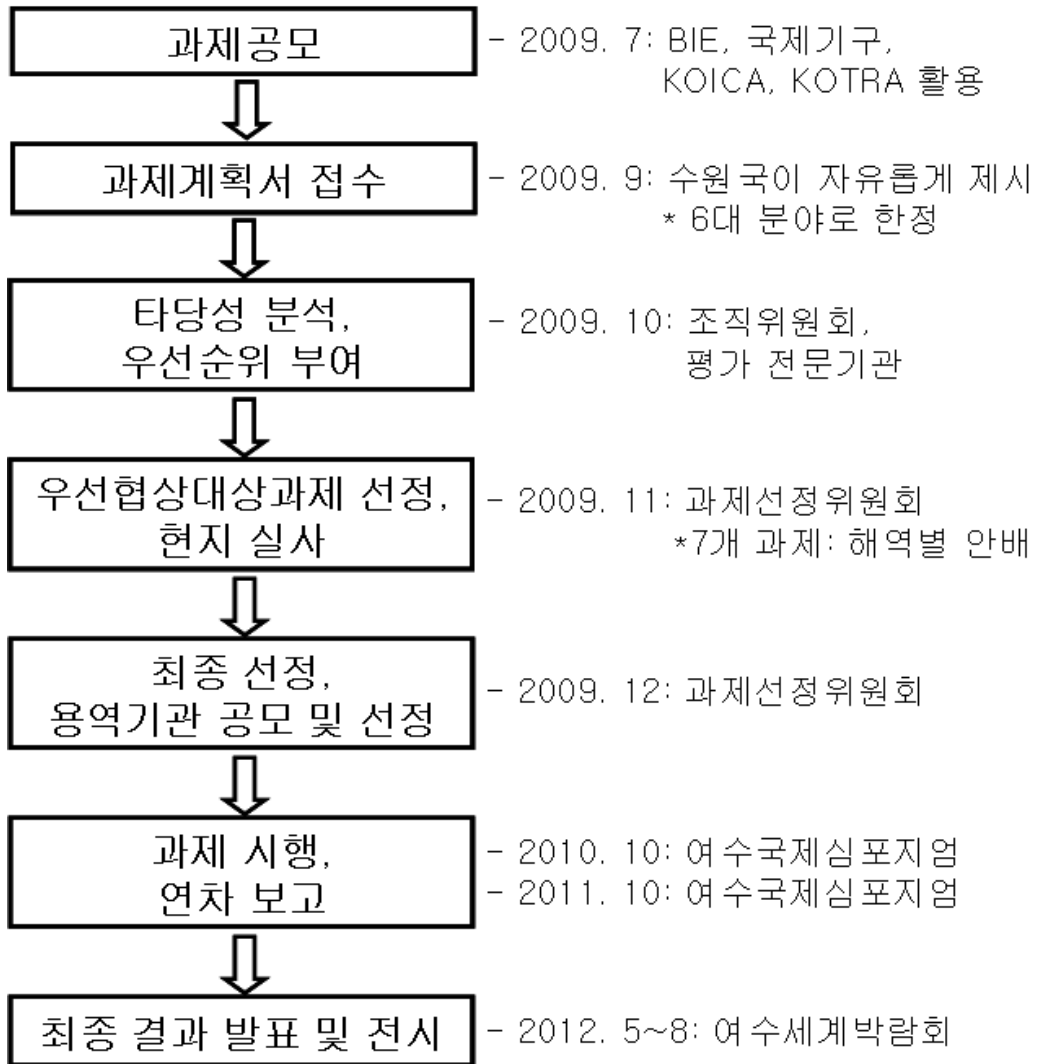 과제공모 - 2009. 7: BIE, 국제기구,
KOICA, KOTRA 활용
과제계획서 접수 - 2009. 9: 수원국이 자유롭게 제시
* 6대 분야로 한정
타당성 분석,
우선순위 부여
- 2009. 10: 조직위원회,
평가 전문기관
우선협상대상과제 선정,
현지 실사
- 2009. 11: 과제선정위원회
*7개 과제: 해역별 안배
최종 선정,
용역기관 공모 및 선정
- 2009. 12: 과제선정위원회
과제 시행,
연차 보고
- 2010. 10: 여수국제심포지엄
- 2011. 10: 여수국제심포지엄
최종 결과 발표 및 전시 - 2012. 5~8: 여수세계박람회